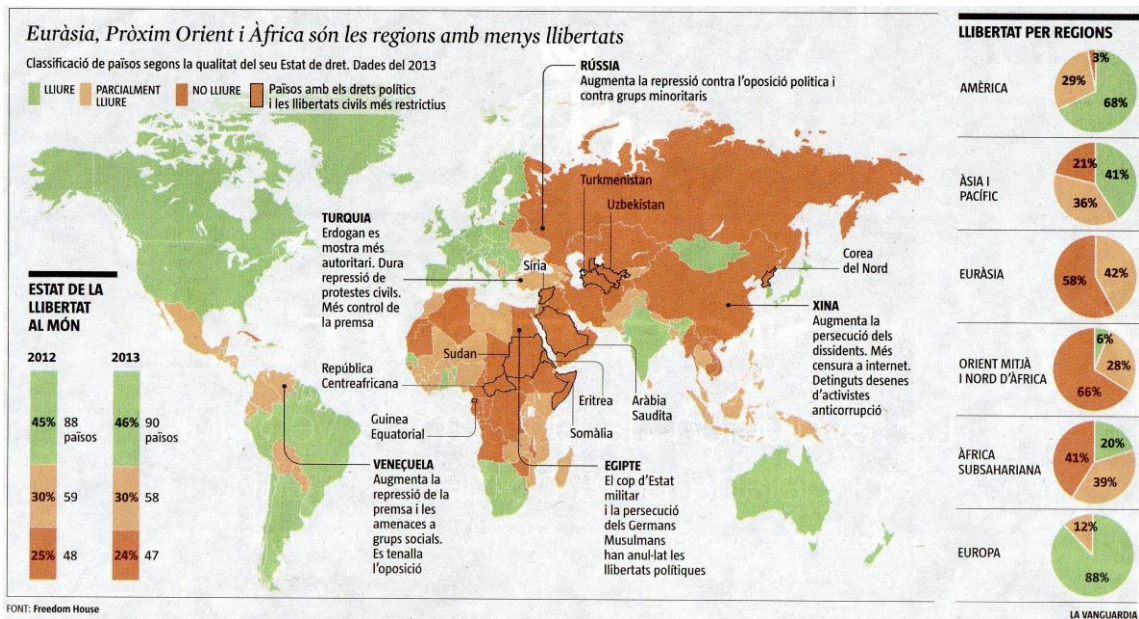 Euràsia, Pròxim Orient i Àfrica són les regions amb menys llibertats
Classificació de països segons la qualitat del seu Estat de dret. Dades del 2013
LLIURE
PARCIALMENT
LLIURE
NO LLIURE
Països amb els drets polítics
i les llibertats civils més restrictius
RÚSSIA
Augmenta la repressió contra l'oposició política i
contra grups minoritaris
Turkmenistan
Uzbekistan
TURQUIA
Erdogan es
mostra més
autoritari. Dura
repressió de
protestes civils.
Més control de
la premsa
Síria
Corea
del Nord
XINA
Augmenta la
persecució dels
dissidents. Més
censura a internet.
Detinguts desenes
d'activistes
anticorrupció
Sudan
República
Centreafricana
Guinea
Equatorial
Eritrea
Aràbia
Saudita
Somàlia
VENEÇUELA
Augmenta la
repressió de la
premsa i les
amenaces a
grups socials.
Es tenalla
l'oposició
EGIPTE
El cop d'Estat
militar
i la persecució
dels Germans
Musulmans
han anul·lat les
llibertats polítiques
ESTAT DE LA
LLIBERTAT
AL MÓN
2012 2013
45% 88 països 46% 90 països
30% 59 30% 58
25% 48 24% 47
FONT: Freedom House
LLIBERTAT PER REGIONS
AMÈRICA
3%
29%
68%
ÀSIA I
PACÍFIC
21%
41%
36%
EURÀSIA
58%
42%
ORIENT MITJÀ
I NORD D'ÀFRICA
6%
28%
66%
ÀFRICA
SUBSAHARIANA
20%
41%
39%
EUROPA
12%
88%
LA VANGUARDIA